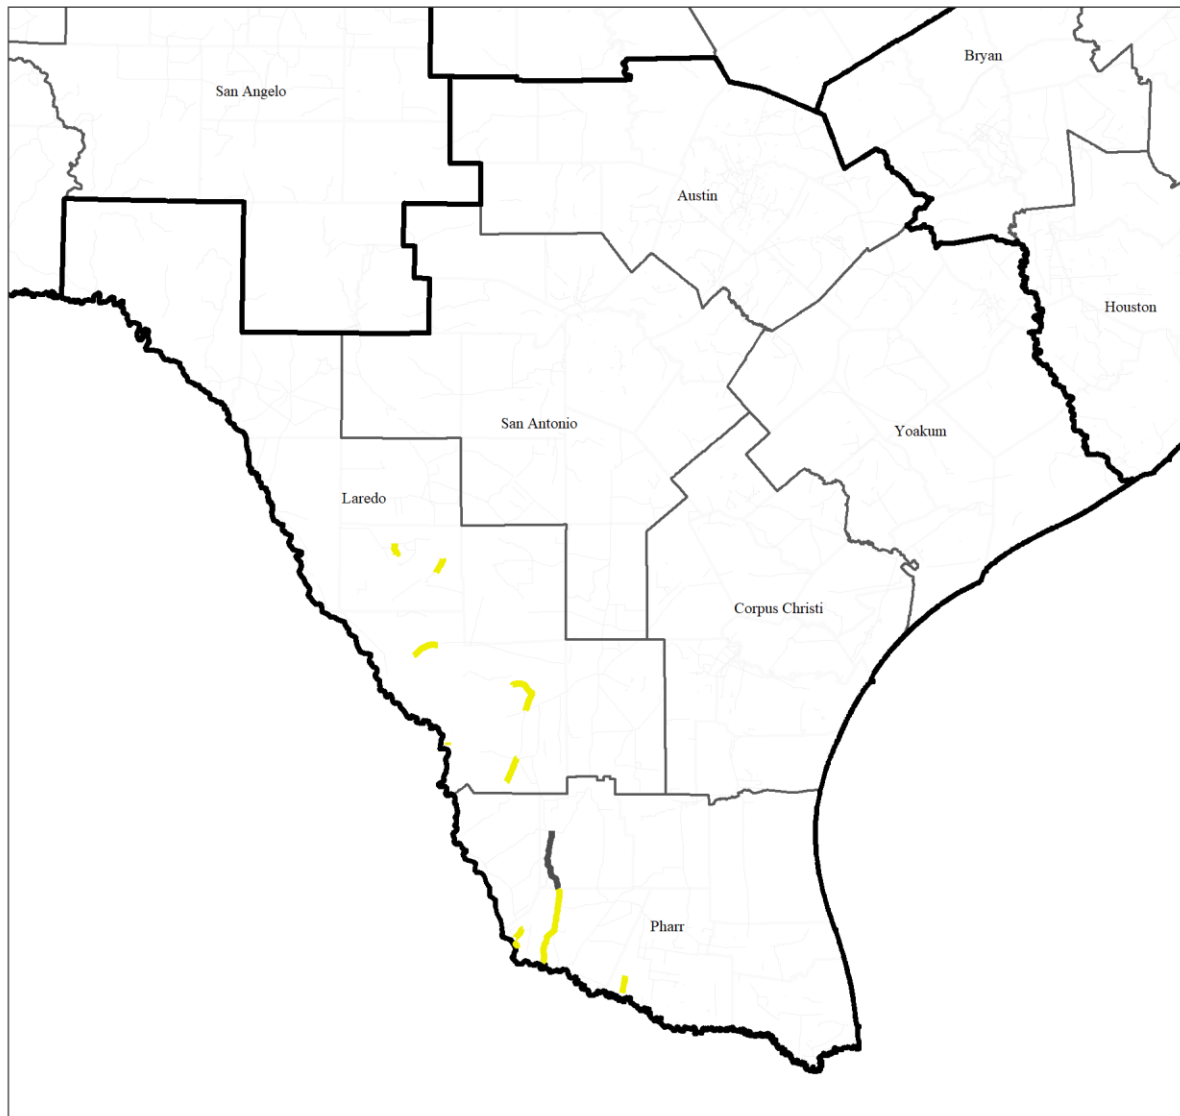 Bryan
San Angelo
Austin
Houston
San Antonio
Yoakum
Laredo
Corpus Christi
Pharr